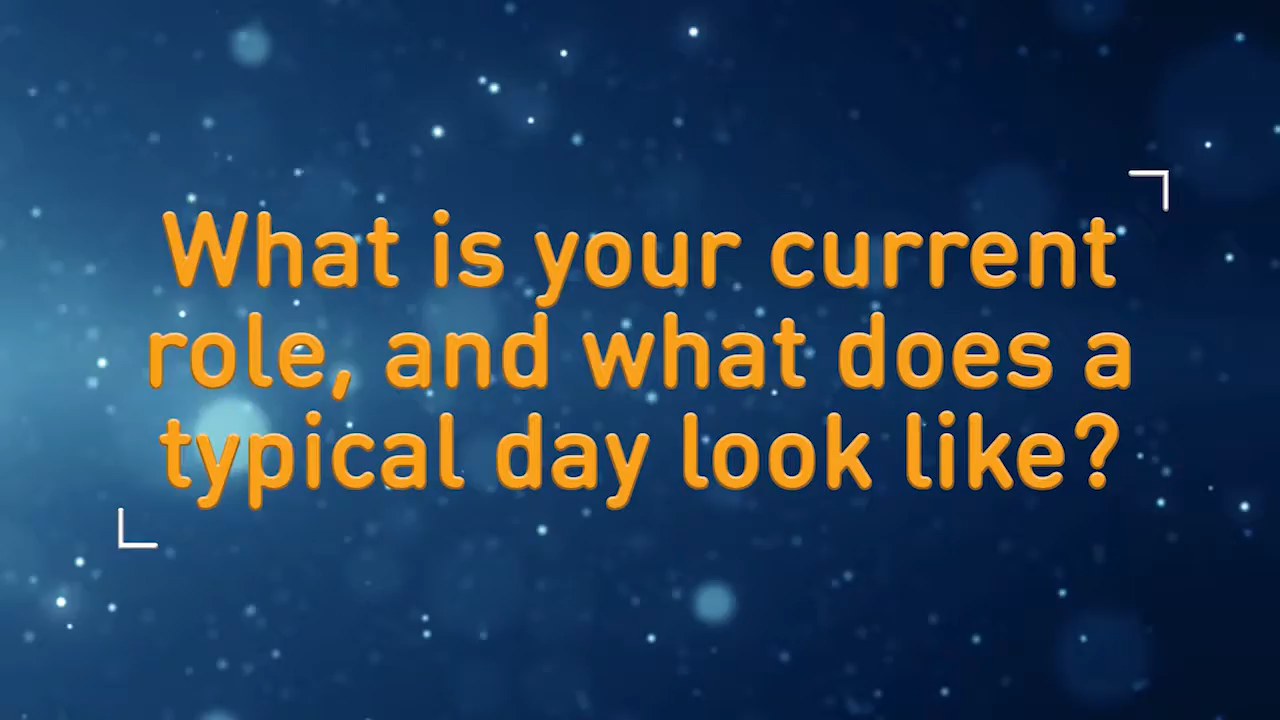 What is your current
role, and what does a
typical day look like?